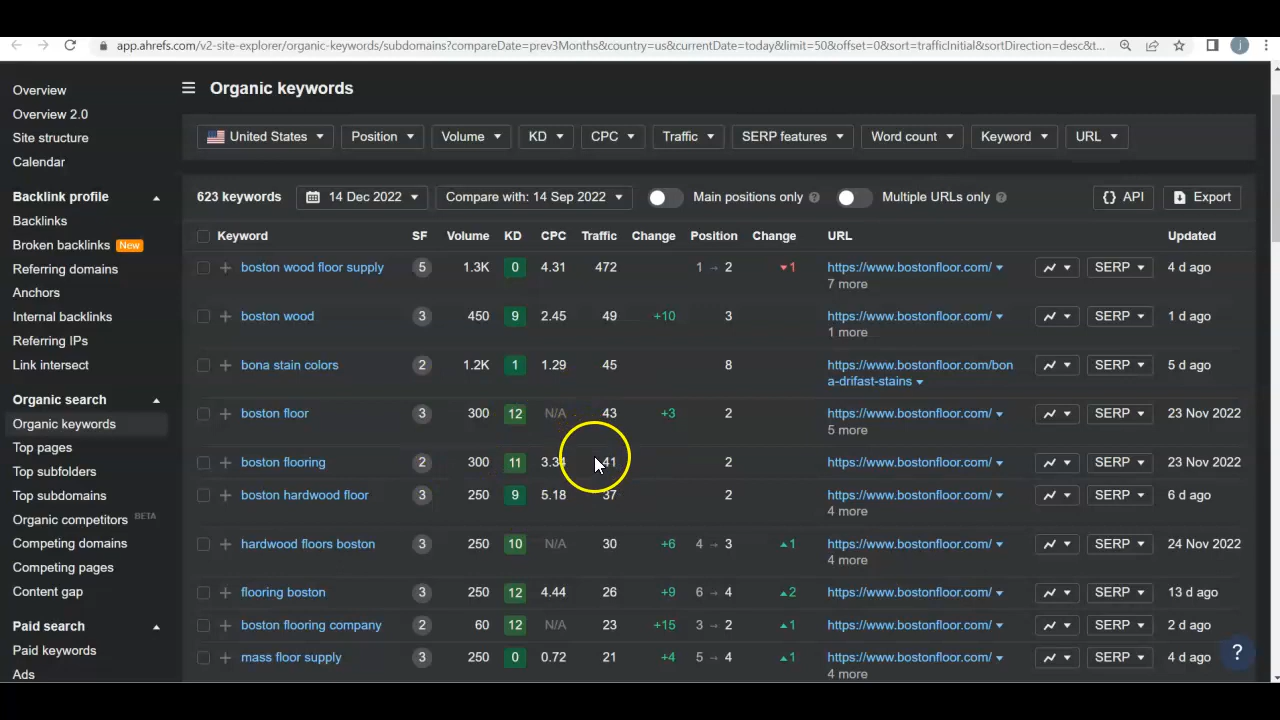 app.ahrefs.com/v2-site-explorer/organic-keywords/subdomains?compareDate=prev3Months&country=us&currentDate=today&limit=50&offset=0&sort=trafficInitial&sortDirection=desc&t...
j
Overview
Overview 2.0
Site structure
Calendar
Backlink profile
Backlinks
Broken backlinks New
Referring domains
Anchors
Internal backlinks
Referring IPs
Link intersect
Organic search
Organic keywords
Top pages
Top subfolders
Top subdomains
Organic competitors BETA
Competing domains
Competing pages
Content gap
Paid search
Paid keywords
Ads
Organic keywords
United States Position Volume KD CPC Traffic SERP features Word count Keyword URL
623 keywords 14 Dec 2022 Compare with: 14 Sep 2022 Main positions only ? Multiple URLs only ? {} API Export
Keyword SF Volume KD CPC Traffic Change Position Change URL Updated
boston wood floor supply 5 1.3K 0 4.31 472 1 → 2 1 https://www.bostonfloor.com/ SERP 4 d ago
7 more
boston wood 3 450 9 2.45 49 +10 3 https://www.bostonfloor.com/ SERP 1 d ago
1 more
bona stain colors 2 1.2K 1 1.29 45 8 https://www.bostonfloor.com/bon SERP 5 d ago
a-drifast-stains
boston floor 3 300 12 N/A 43 +3 2 https://www.bostonfloor.com/ SERP 23 Nov 2022
5 more
boston flooring 2 300 11 3.34 41 2 https://www.bostonfloor.com/ SERP 23 Nov 2022
boston hardwood floor 3 250 9 5.18 37 2 https://www.bostonfloor.com/ SERP 6 d ago
4 more
hardwood floors boston 3 250 10 N/A 30 +6 4 → 3 1 https://www.bostonfloor.com/ SERP 24 Nov 2022
4 more
flooring boston 3 250 12 4.44 26 +9 6 → 4 2 https://www.bostonfloor.com/ SERP 13 d ago
boston flooring company 2 60 12 N/A 23 +15 3 → 2 1 https://www.bostonfloor.com/ SERP 2 d ago
mass floor supply 3 250 0 0.72 21 +4 5 → 4 1 https://www.bostonfloor.com/ SERP 4 d ago
4 more
?